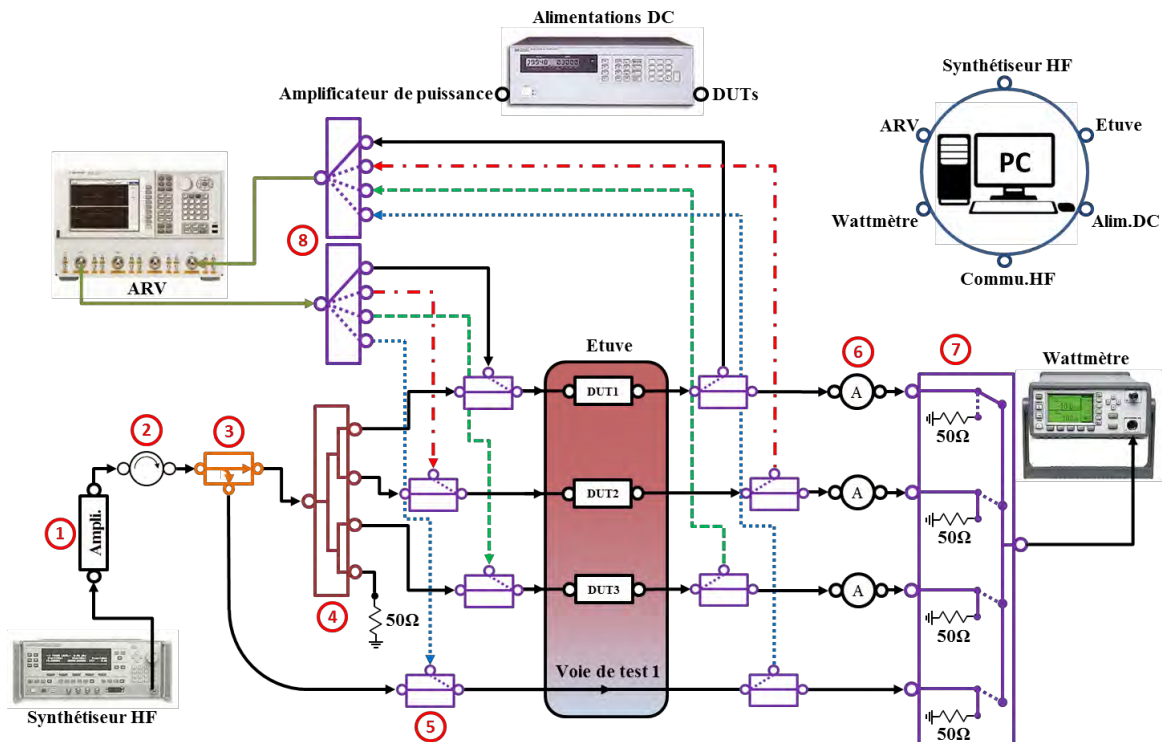 Alimentations DC
Amplificateur de puissance
DUTs
Synthétiseur HF
ARV
Etuve
PC
Wattmètre
Alim.DC
Commu.HF
ARV
8
Etuve
6
7
Wattmètre
DUT1
A
50Ω
2
3
1
Ampli.
DUT2
A
50Ω
4
DUT3
A
50Ω
50Ω
Voie de test 1
5
50Ω
Synthétiseur HF